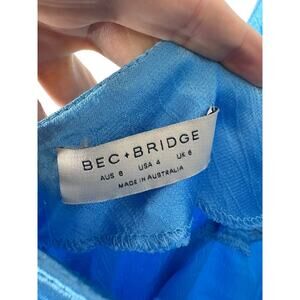 BEC + BRIDGE
AUS 8 USA 4 UK 8
MADE IN AUSTRALIA